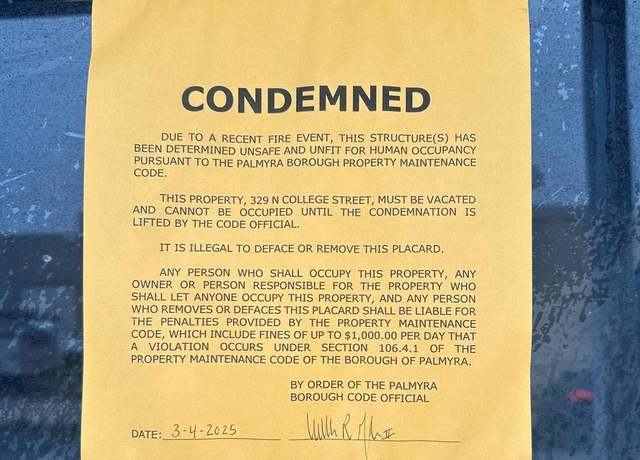 CONDEMNED
DUE TO A RECENT FIRE EVENT, THIS STRUCTURE(S) HAS
BEEN DETERMINED UNSAFE AND UNFIT FOR HUMAN OCCUPANCY
PURSUANT TO THE PALMYRA BOROUGH PROPERTY MAINTENANCE
CODE.
THIS PROPERTY, 329 N COLLEGE STREET, MUST BE VACATED
AND CANNOT BE OCCUPIED UNTIL THE CONDEMNATION IS
LIFTED BY THE CODE OFFICIAL.
IT IS ILLEGAL TO DEFACE OR REMOVE THIS PLACARD.
ANY PERSON WHO SHALL OCCUPY THIS PROPERTY, ANY
OWNER OR PERSON RESPONSIBLE FOR THE PROPERTY WHO
SHALL LET ANYONE OCCUPY THIS PROPERTY, AND ANY PERSON
WHO REMOVES OR DEFACES THIS PLACARD SHALL BE LIABLE FOR
THE PENALTIES PROVIDED BY THE PROPERTY MAINTENANCE
CODE, WHICH INCLUDE FINES OF UP TO $1,000.00 PER DAY THAT
A VIOLATION OCCURS UNDER SECTION 106.4.1 OF THE
PROPERTY MAINTENANCE CODE OF THE BOROUGH OF PALMYRA.
BY ORDER OF THE PALMYRA
BOROUGH CODE OFFICIAL
DATE: 3-4-2025